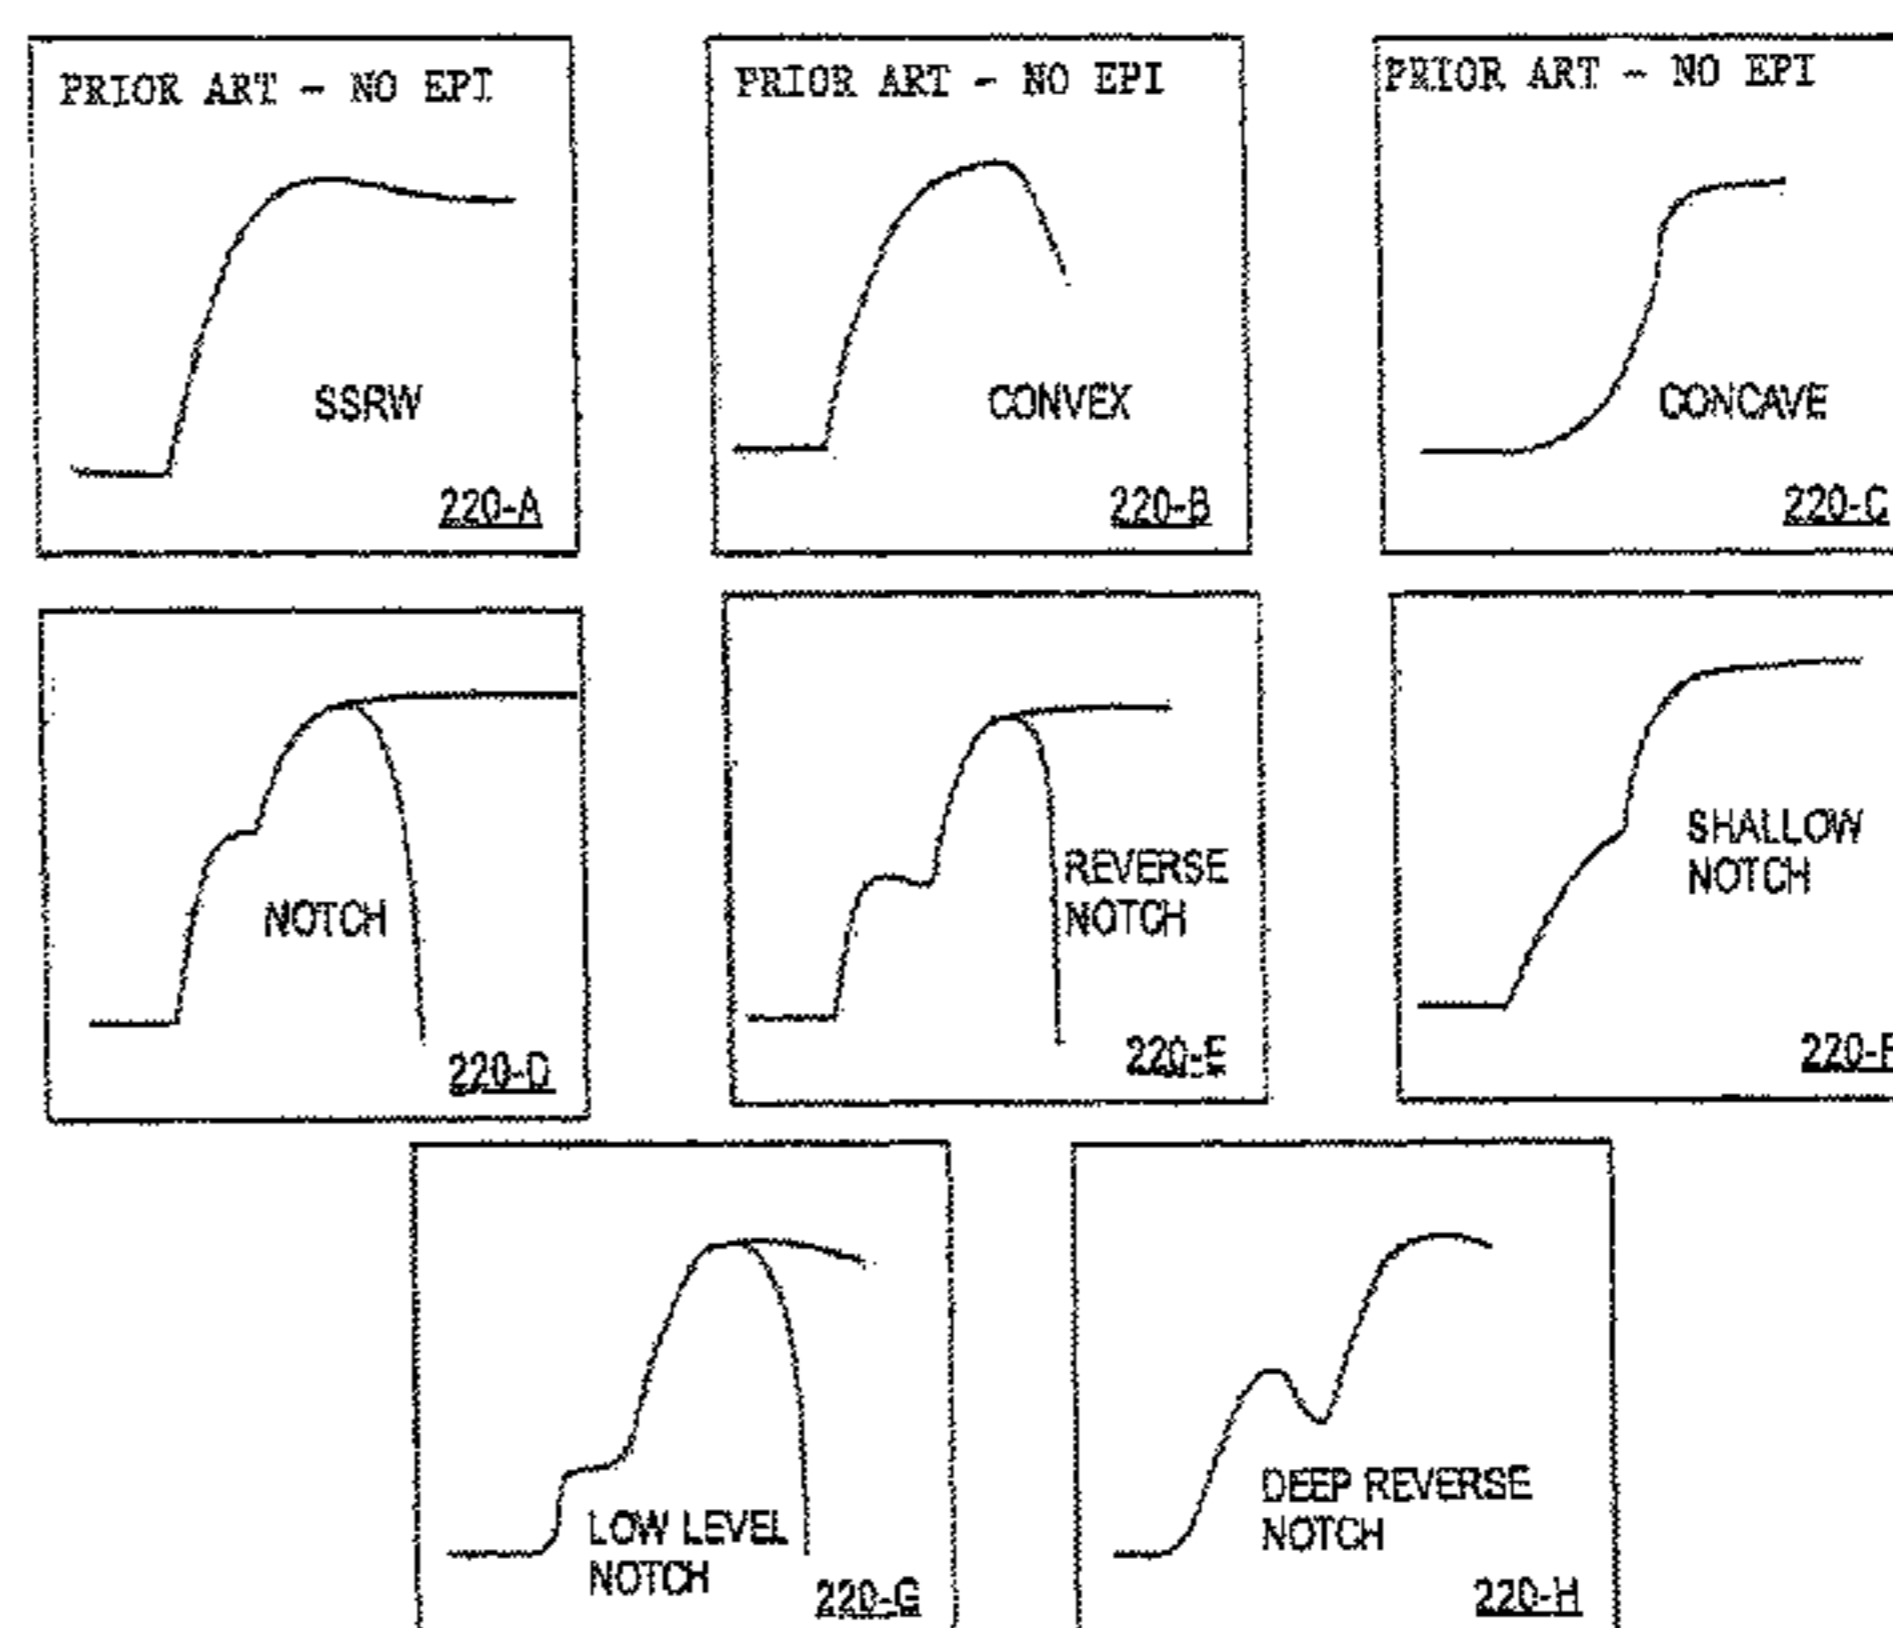 PRIOR ART - NO EPI
SSRW
220-A
PRIOR ART - NO EPI
CONVEX
220-B
PRIOR ART - NO EPI
CONCAVE
220-C
NOTCH
220-D
REVERSE
NOTCH
220-E
SHALLOW
NOTCH
220-F
LOW LEVEL
NOTCH
220-G
DEEP REVERSE
NOTCH
220-H